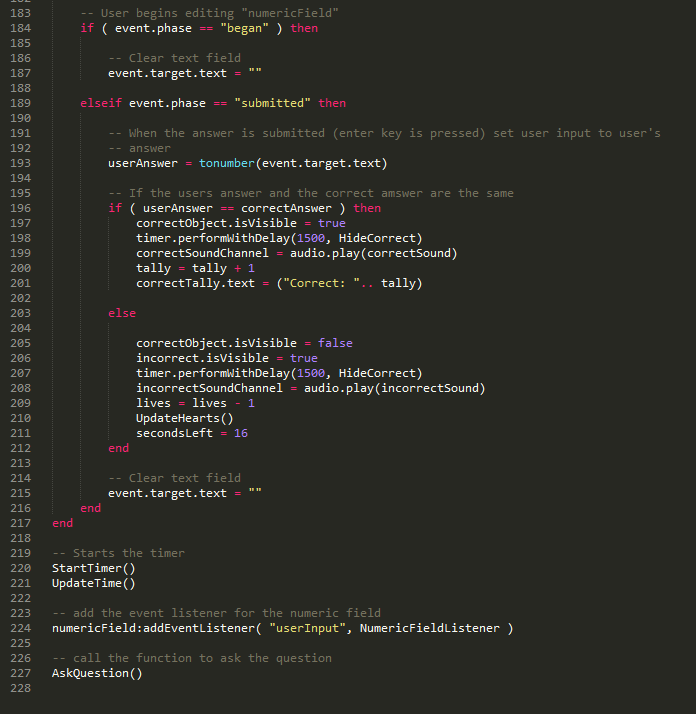 183 -- User begins editing "numericField"
184 if ( event.phase == "began" ) then
185
186 -- Clear text field
187 event.target.text = ""
188
189 elseif event.phase == "submitted" then
190
191 -- When the answer is submitted (enter key is pressed) set user input to user's
192 -- answer
193 userAnswer = tonumber(event.target.text)
194
195 -- If the users answer and the correct amswer are the same
196 if ( userAnswer == correctAnswer ) then
197 correctObject.isVisible = true
198 timer.performWithDelay(1500, HideCorrect)
199 correctSoundChannel = audio.play(correctSound)
200 tally = tally + 1
201 correctTally.text = ("Correct: ".. tally)
202
203 else
204
205 correctObject.isVisible = false
206 incorrect.isVisible = true
207 timer.performWithDelay(1500, HideCorrect)
208 incorrectSoundChannel = audio.play(incorrectSound)
209 lives = lives - 1
210 UpdateHearts()
211 secondsLeft = 16
212 end
213
214 -- Clear text field
215 event.target.text = ""
216 end
217 end
218
219 -- Starts the timer
220 StartTimer()
221 UpdateTime()
222
223 -- add the event listener for the numeric field
224 numericField:addEventListener( "userInput", NumericFieldListener )
225
226 -- call the function to ask the question
227 AskQuestion()
228